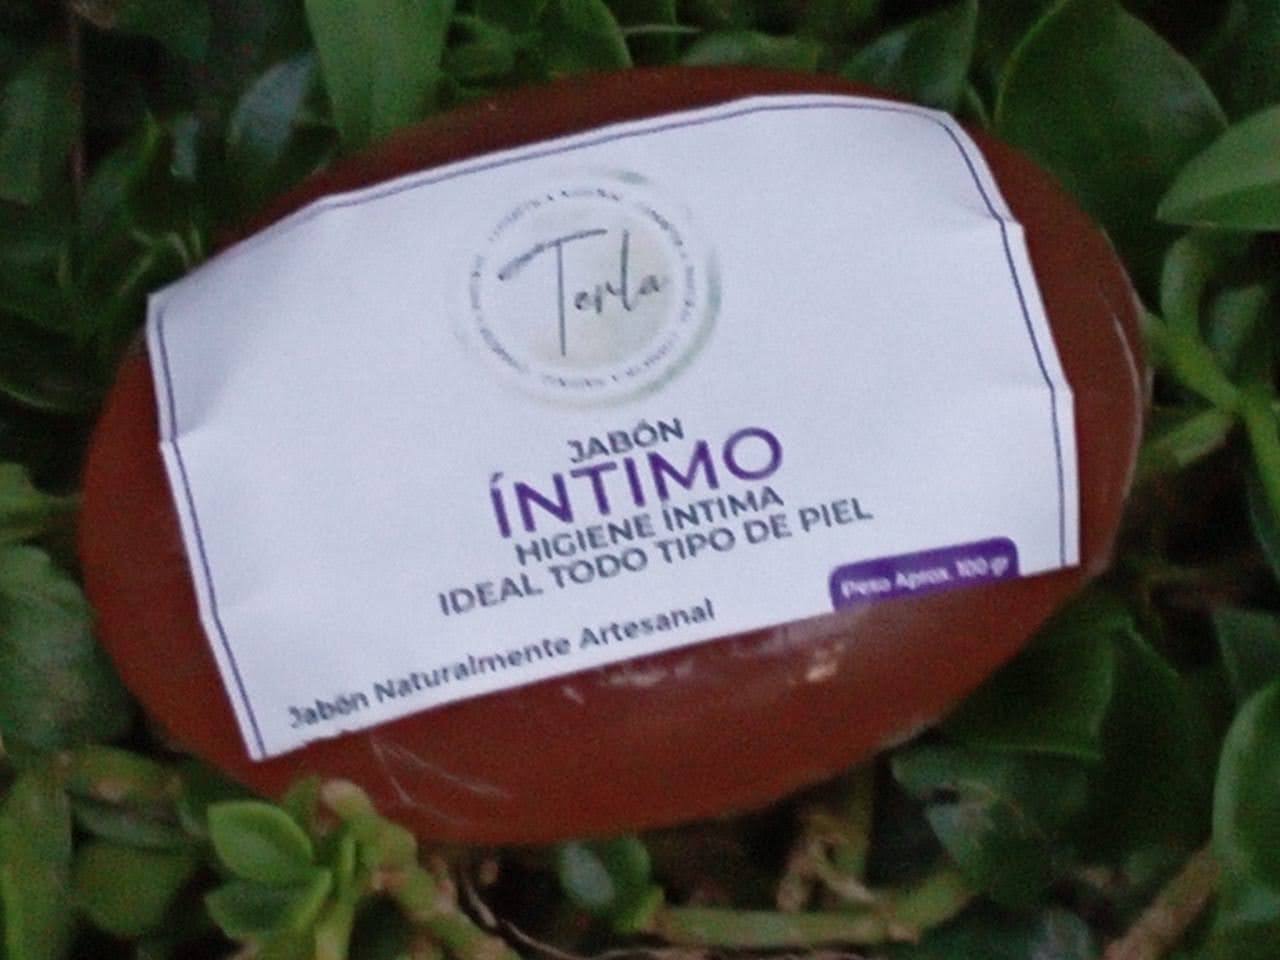 Terla
JABÓN
ÍNTIMO
HIGIENE ÍNTIMA
IDEAL TODO TIPO DE PIEL
Peso Aprox. 100 gr
Jabón Naturalmente Artesanal